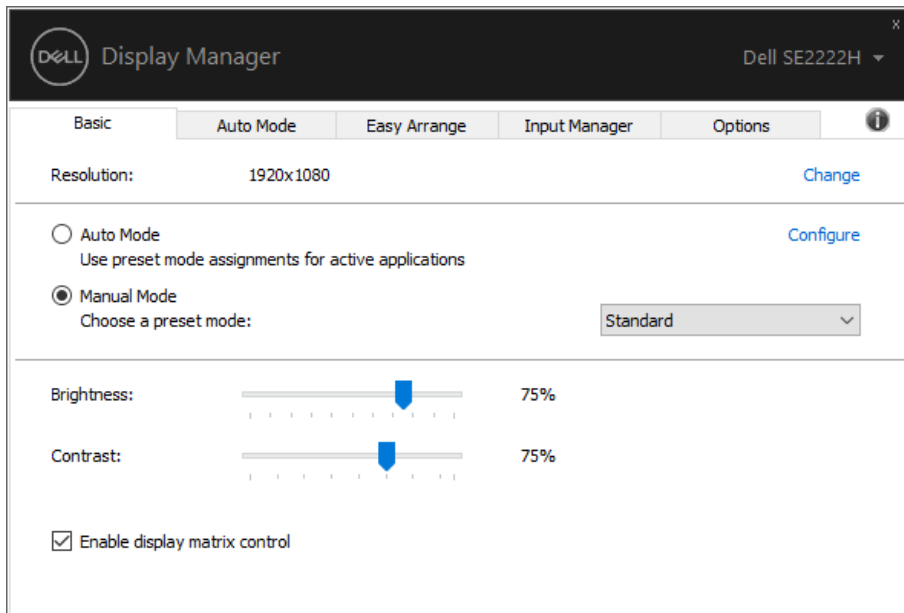 x
DELL Display Manager Dell SE2222H
Basic Auto Mode Easy Arrange Input Manager Options i
Resolution: 1920x1080 Change
Auto Mode Configure
Use preset mode assignments for active applications
Manual Mode
Choose a preset mode: Standard
Brightness: 75%
Contrast: 75%
Enable display matrix control